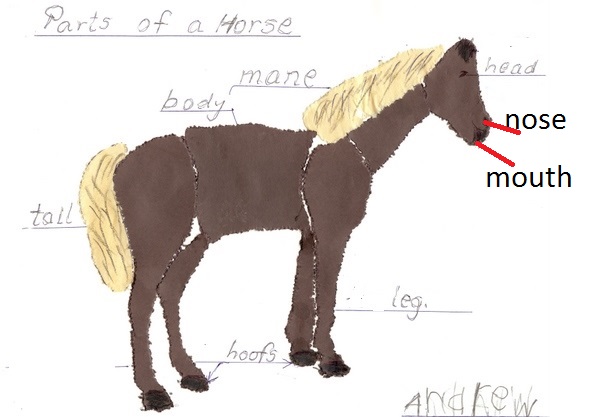 Parts of a Horse
mane
head
body
nose
mouth
tail
leg.
hoofs
Andrew